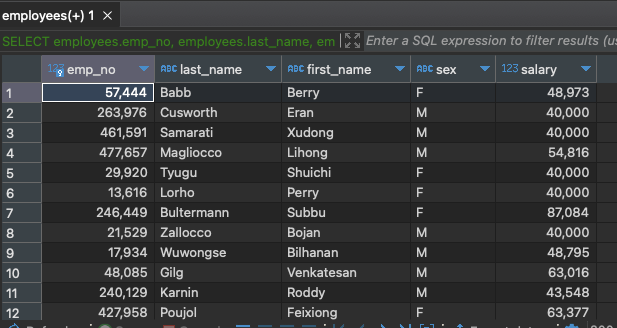 employees(+) 1 ×
SELECT employees.emp_no, employees.last_name, em Enter a SQL expression to filter results (us
123 emp_no ABC last_name ABC first_name ABC sex 123 salary
1 57,444 Babb Berry F 48,973
2 263,976 Cusworth Eran M 40,000
3 461,591 Samarati Xudong M 40,000
4 477,657 Magliocco Lihong M 54,816
5 29,920 Tyugu Shuichi F 40,000
6 13,616 Lorho Perry F 40,000
7 246,449 Bultermann Subbu F 87,084
8 21,529 Zallocco Bojan M 40,000
9 17,934 Wuwongse Bilhanan M 48,795
10 48,085 Gilg Venkatesan M 63,016
11 240,129 Karnin Roddy M 43,548
12 427,958 Poujol Feixiong F 63,377